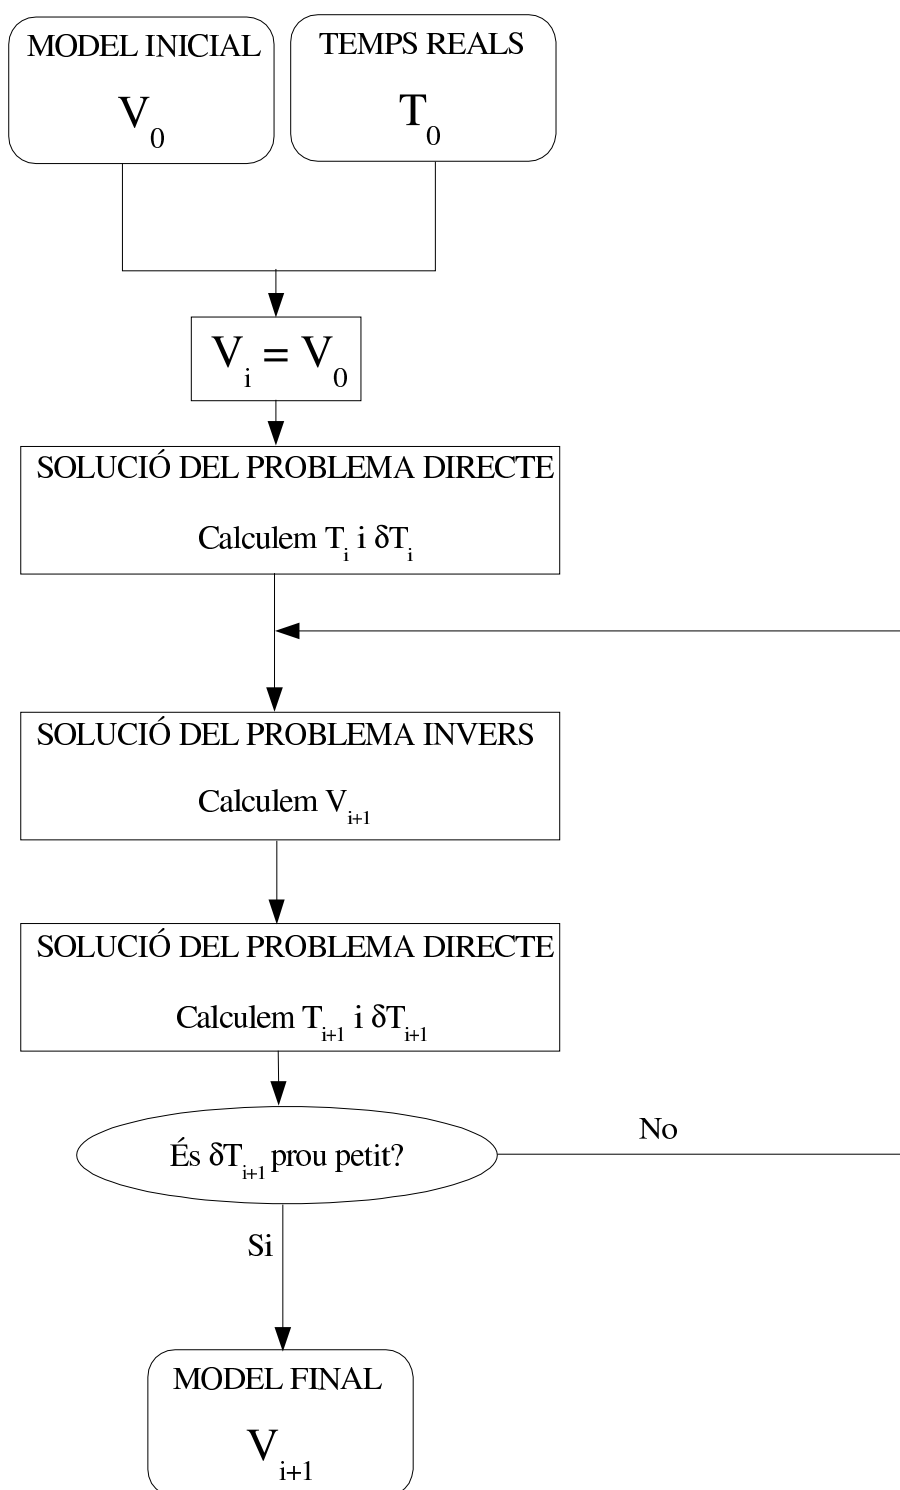 MODEL INICIAL
V₀
TEMPS REALS
T₀
Vᵢ = V₀
SOLUCIÓ DEL PROBLEMA DIRECTE
Calculem Tᵢ i δTᵢ
SOLUCIÓ DEL PROBLEMA INVERS
Calculem Vᵢ₊₁
SOLUCIÓ DEL PROBLEMA DIRECTE
Calculem Tᵢ₊₁ i δTᵢ₊₁
És δTᵢ₊₁ prou petit?
No
Si
MODEL FINAL
Vᵢ₊₁